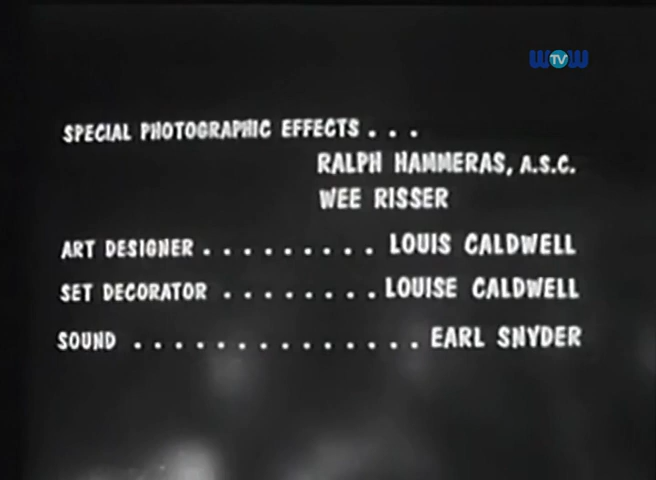 WOW TV
SPECIAL PHOTOGRAPHIC EFFECTS . . .
RALPH HAMMERAS, A.S.C.
WEE RISSER
ART DESIGNER . . . . . . . . . LOUIS CALDWELL
SET DECORATOR . . . . . . . . LOUISE CALDWELL
SOUND . . . . . . . . . . . . . . EARL SNYDER